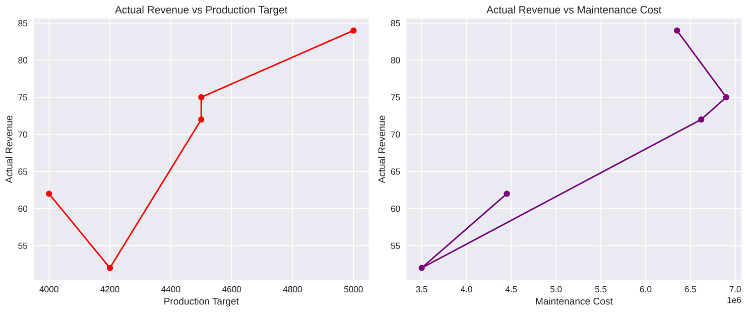 Actual Revenue vs Production Target
85
80
75
70
65
60
55
Actual Revenue
4000 4200 4400 4600 4800 5000
Production Target
Actual Revenue vs Maintenance Cost
85
80
75
70
65
60
55
Actual Revenue
3.5 4.0 4.5 5.0 5.5 6.0 6.5 7.0
1e6
Maintenance Cost